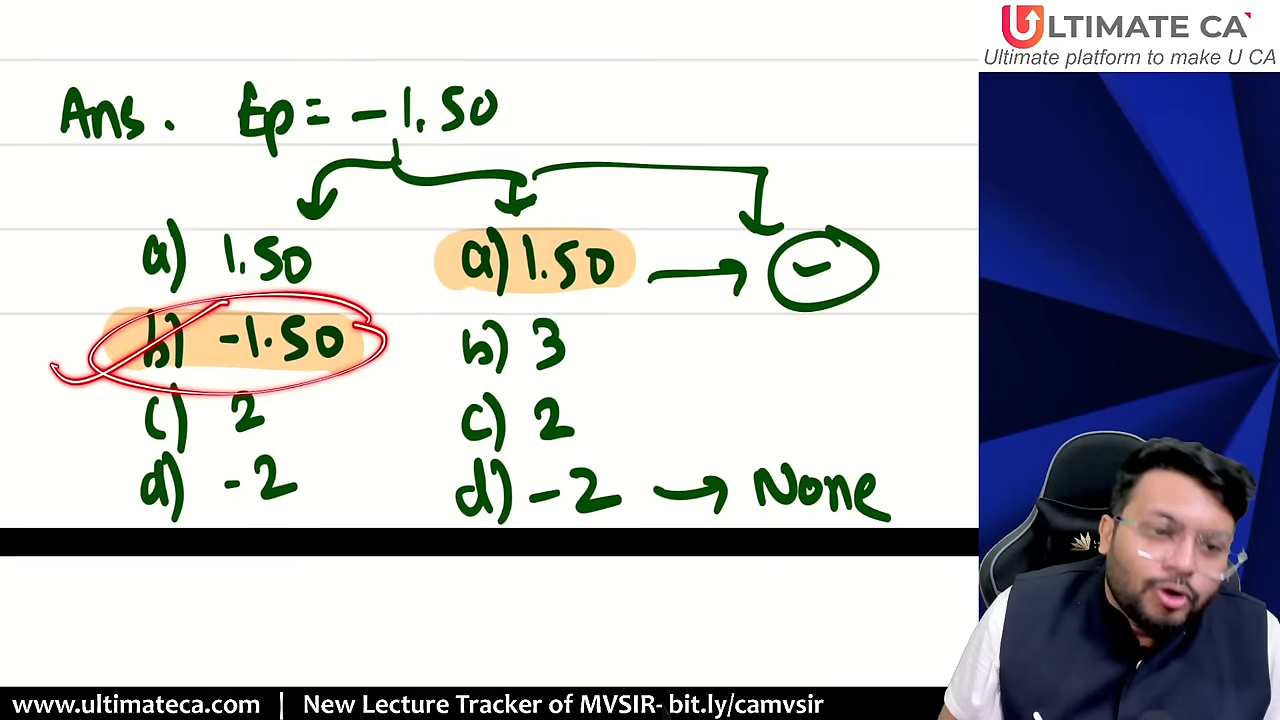 ULTIMATE CA
Ultimate platform to make U CA
Ans. Ep = -1.50
a) 1.50
b) -1.50
c) 2
d) -2
a) 1.50 → -
b) 3
c) 2
d) -2 → None
www.ultimateca.com | New Lecture Tracker of MVSIR- bit.ly/camvsir